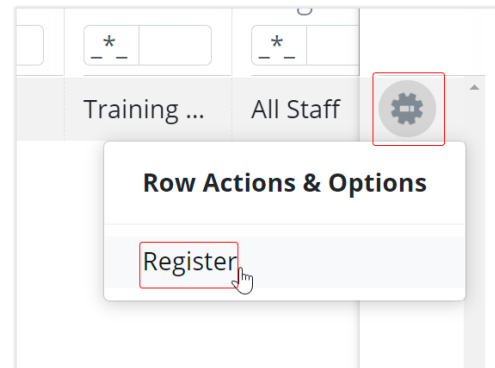 _*_ _*_
Training ... All Staff
Row Actions & Options
Register